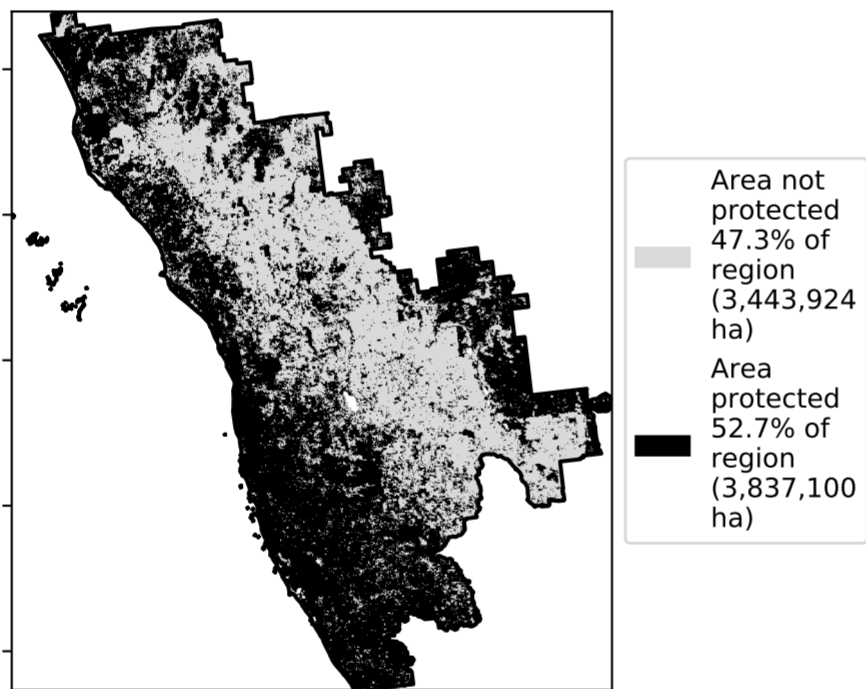 Area not
protected
47.3% of
region
(3,443,924
ha)
Area
protected
52.7% of
region
(3,837,100
ha)